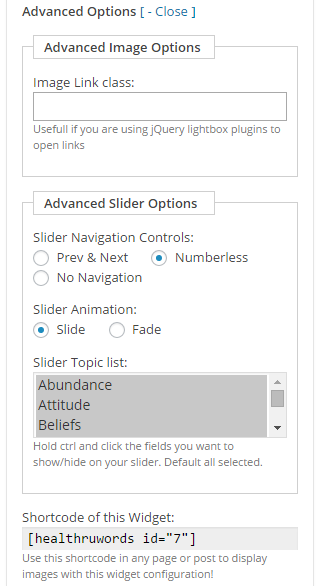 Advanced Options [ - Close ]
Advanced Image Options
Image Link class:
Usefull if you are using jQuery lightbox plugins to
open links
Advanced Slider Options
Slider Navigation Controls:
Prev & Next Numberless
No Navigation
Slider Animation:
Slide Fade
Slider Topic list:
Abundance
Attitude
Beliefs
Hold ctrl and click the fields you want to
show/hide on your slider. Default all selected.
Shortcode of this Widget:
[healthruwords id="7"]
Use this shortcode in any page or post to display
images with this widget configuration!